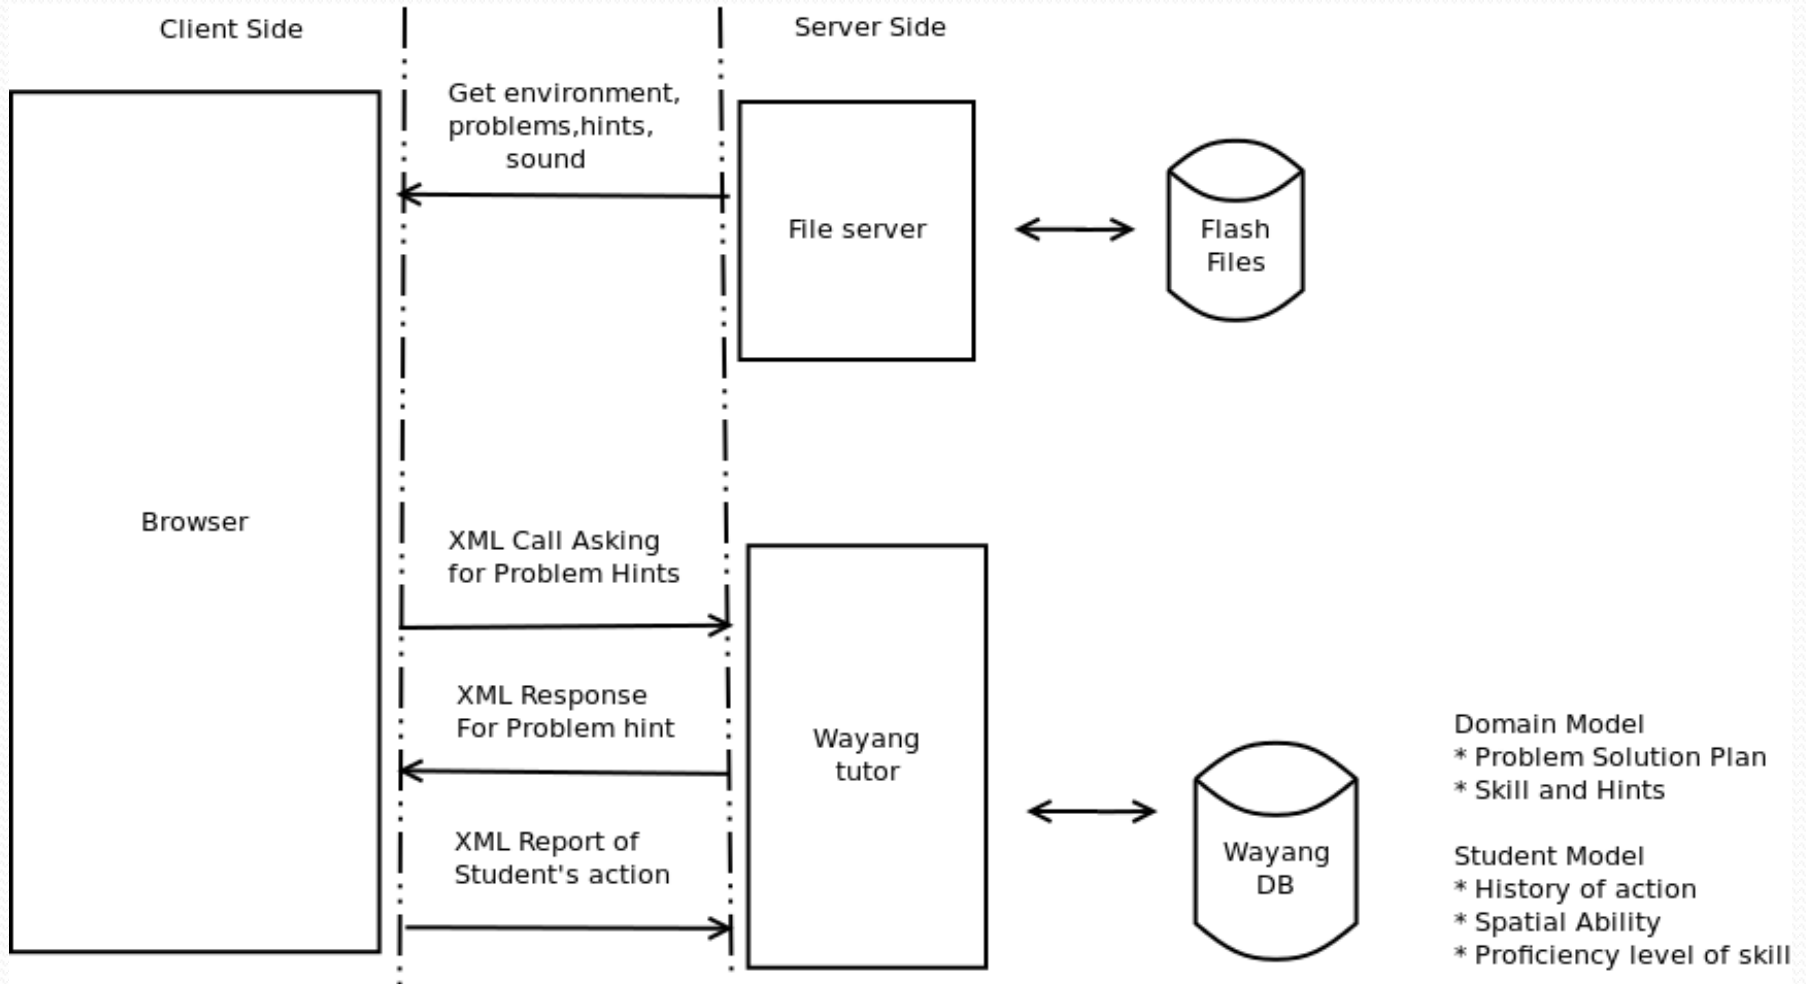 Client Side
Server Side
Get environment,
problems,hints,
sound
File server
Flash
Files
Browser
XML Call Asking
for Problem Hints
XML Response
For Problem hint
XML Report of
Student's action
Wayang
tutor
Wayang
DB
Domain Model
* Problem Solution Plan
* Skill and Hints
Student Model
* History of action
* Spatial Ability
* Proficiency level of skill